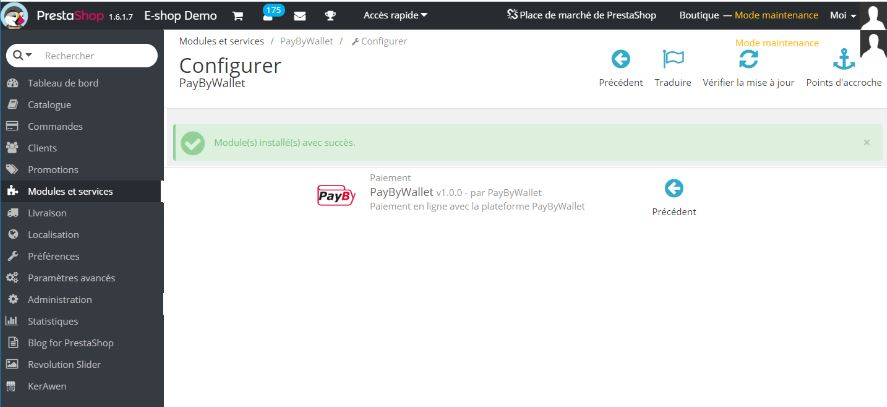 PrestaShop 1.6.1.7 E-shop Demo 175 Accès rapide Place de marché de PrestaShop Boutique — Mode maintenance Moi
Rechercher
Tableau de bord
Catalogue
Commandes
Clients
Promotions
Modules et services
Livraison
Localisation
Préférences
Paramètres avancés
Administration
Statistiques
Blog for PrestaShop
Revolution Slider
KerAwen
Modules et services / PayByWallet / Configurer
Configurer
PayByWallet
Mode maintenance
Précédent Traduire Vérifier la mise à jour Points d'accroche
Module(s) installé(s) avec succès. ×
PayBy
Paiement
PayByWallet v1.0.0 - par PayByWallet
Paiement en ligne avec la plateforme PayByWallet
Précédent